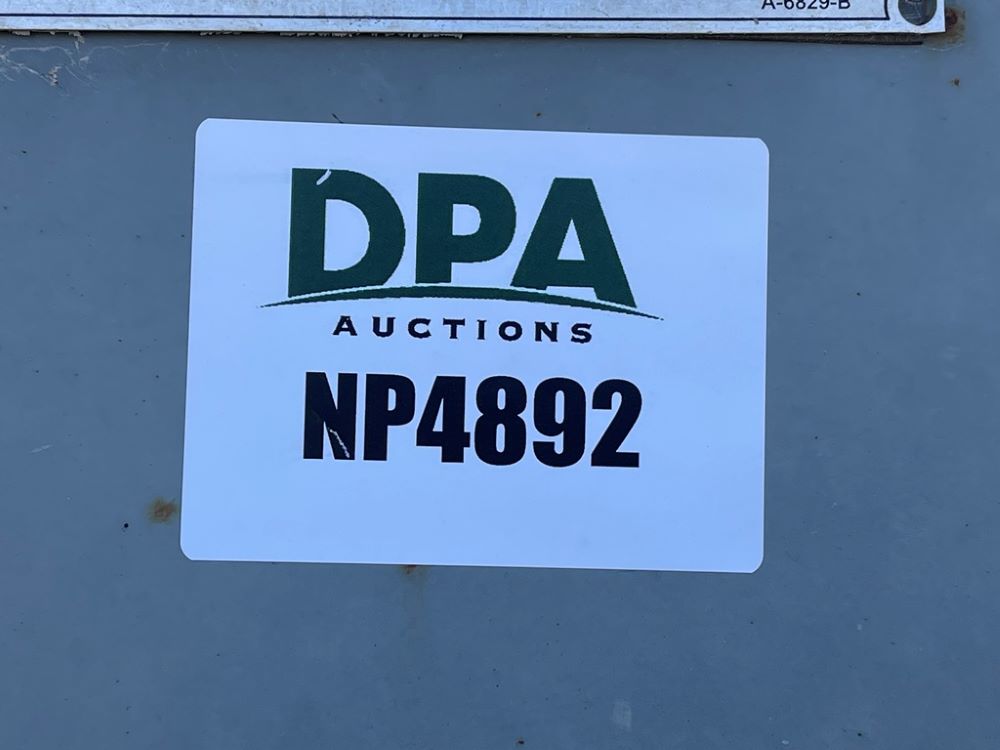 A-6829-B
DPA
AUCTIONS
NP4892